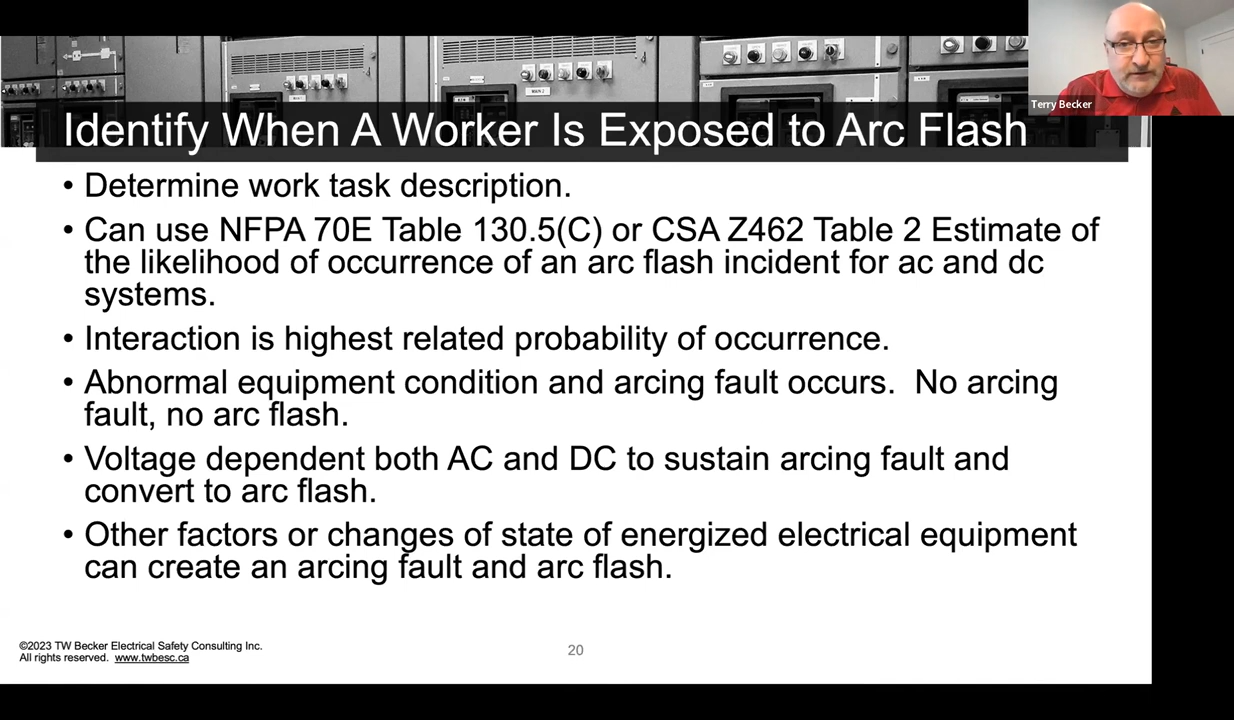 Terry Becker
Identify When A Worker Is Exposed to Arc Flash
• Determine work task description.
• Can use NFPA 70E Table 130.5(C) or CSA Z462 Table 2 Estimate of
the likelihood of occurrence of an arc flash incident for ac and dc
systems.
• Interaction is highest related probability of occurrence.
• Abnormal equipment condition and arcing fault occurs.  No arcing
fault, no arc flash.
• Voltage dependent both AC and DC to sustain arcing fault and
convert to arc flash.
• Other factors or changes of state of energized electrical equipment
can create an arcing fault and arc flash.
©2023 TW Becker Electrical Safety Consulting Inc.
All rights reserved.  www.twbesc.ca
20